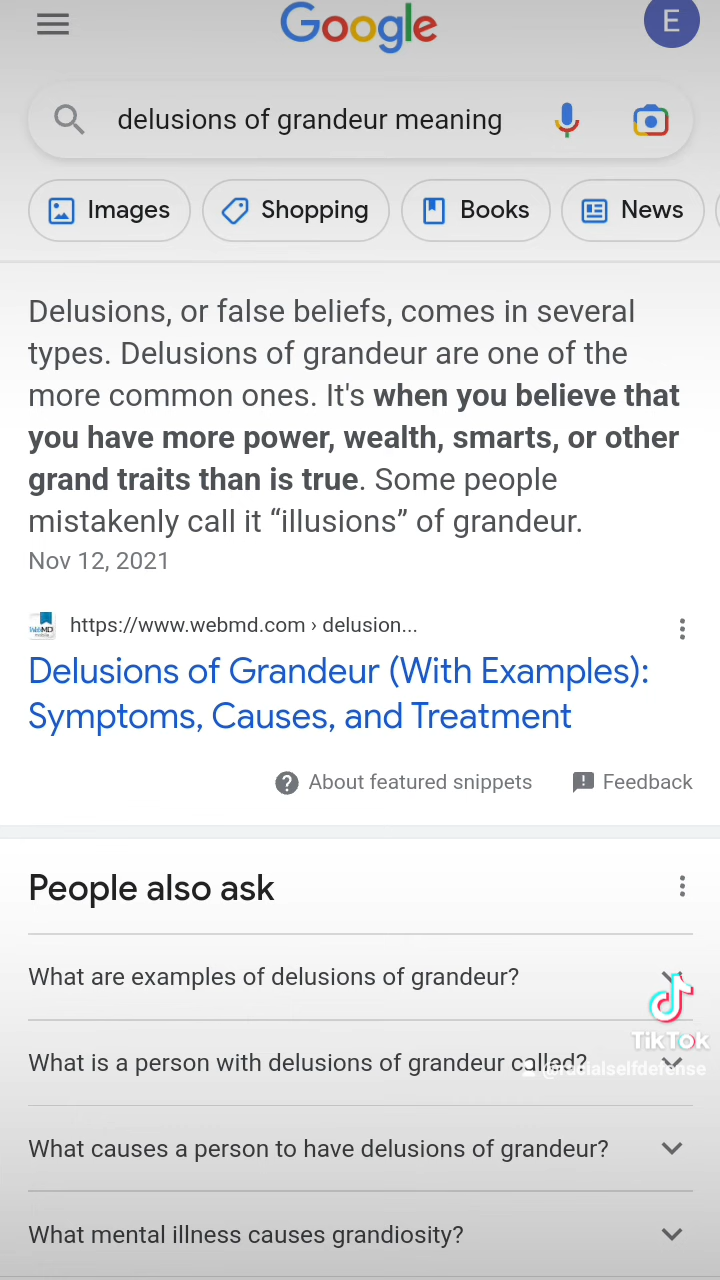 Google
E
delusions of grandeur meaning
Images
Shopping
Books
News
Delusions, or false beliefs, comes in several
types. Delusions of grandeur are one of the
more common ones. It's when you believe that
you have more power, wealth, smarts, or other
grand traits than is true. Some people
mistakenly call it “illusions” of grandeur.
Nov 12, 2021
https://www.webmd.com › delusion...
Delusions of Grandeur (With Examples):
Symptoms, Causes, and Treatment
About featured snippets
Feedback
People also ask
What are examples of delusions of grandeur?
TikTok
What is a person with delusions of grandeur called?
@racialselfdefense
What causes a person to have delusions of grandeur?
What mental illness causes grandiosity?